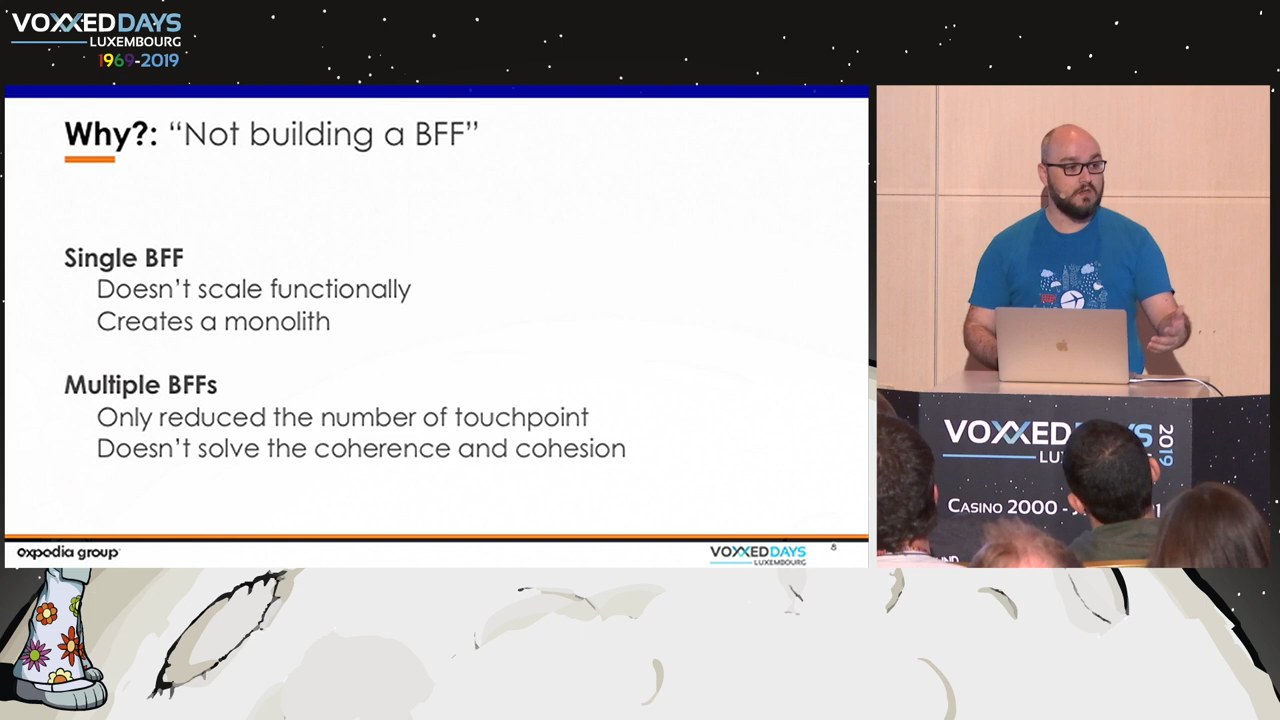 VOXXEDDAYS
LUXEMBOURG
1969-2019
Why?: “Not building a BFF”
Single BFF
Doesn’t scale functionally
Creates a monolith
Multiple BFFs
Only reduced the number of touchpoint
Doesn’t solve the coherence and cohesion
expedia group
VOXXEDDAYS
LUXEMBOURG
8
VOXXED YS
2019
LU
CASINO 2000 -